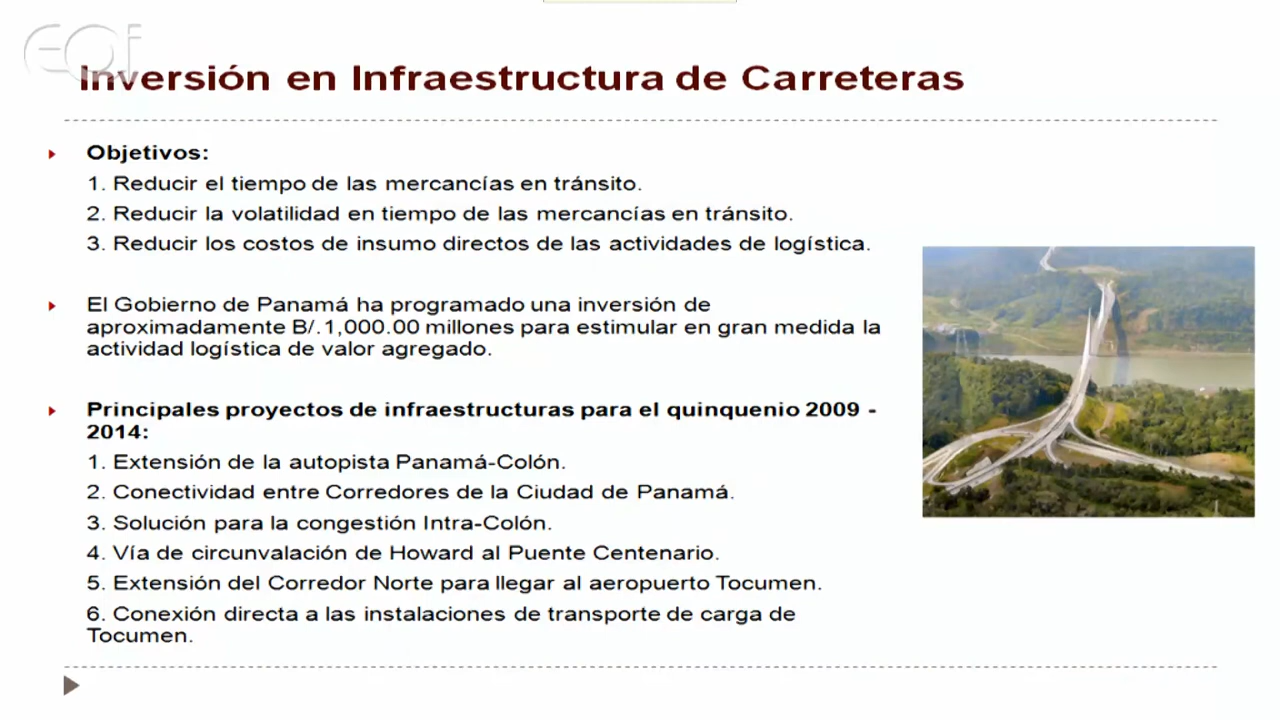 eoi
Inversión en Infraestructura de Carreteras
Objetivos:
1. Reducir el tiempo de las mercancías en tránsito.
2. Reducir la volatilidad en tiempo de las mercancías en tránsito.
3. Reducir los costos de insumo directos de las actividades de logística.
El Gobierno de Panamá ha programado una inversión de
aproximadamente B/.1,000.00 millones para estimular en gran medida la
actividad logística de valor agregado.
Principales proyectos de infraestructuras para el quinquenio 2009 -
2014:
1. Extensión de la autopista Panamá-Colón.
2. Conectividad entre Corredores de la Ciudad de Panamá.
3. Solución para la congestión Intra-Colón.
4. Vía de circunvalación de Howard al Puente Centenario.
5. Extensión del Corredor Norte para llegar al aeropuerto Tocumen.
6. Conexión directa a las instalaciones de transporte de carga de
Tocumen.